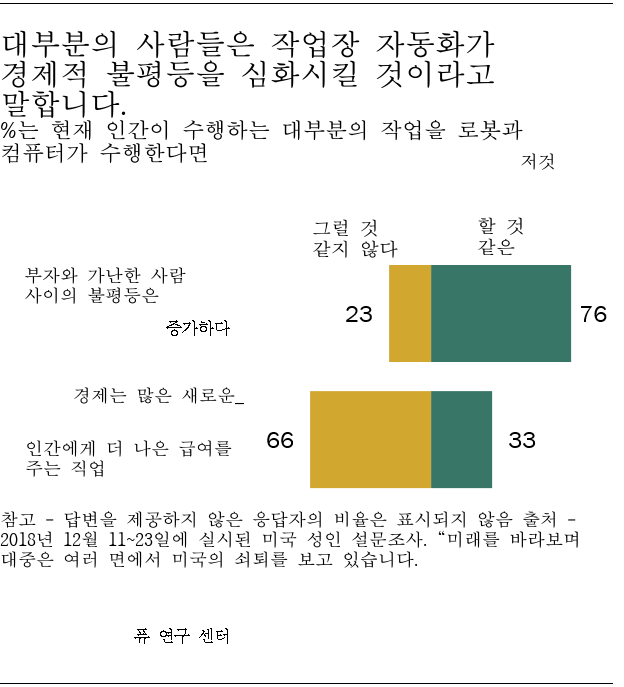 대부분의 사람들은 작업장 자동화가
경제적 불평등을 심화시킬 것이라고
말합니다.
%는 현재 인간이 수행하는 대부분의 작업을 로봇과
컴퓨터가 수행한다면
저것
그럴 것
같지 않다
할 것
같은
부자와 가난한 사람
사이의 불평등은
증가하다
23
76
경제는 많은 새로운_
인간에게 더 나은 급여를
주는 직업
66
33
참고 - 답변을 제공하지 않은 응답자의 비율은 표시되지 않음 출처 -
2018년 12월 11~23일에 실시된 미국 성인 설문조사. “미래를 바라보며
대중은 여러 면에서 미국의 쇠퇴를 보고 있습니다.
퓨 연구 센터